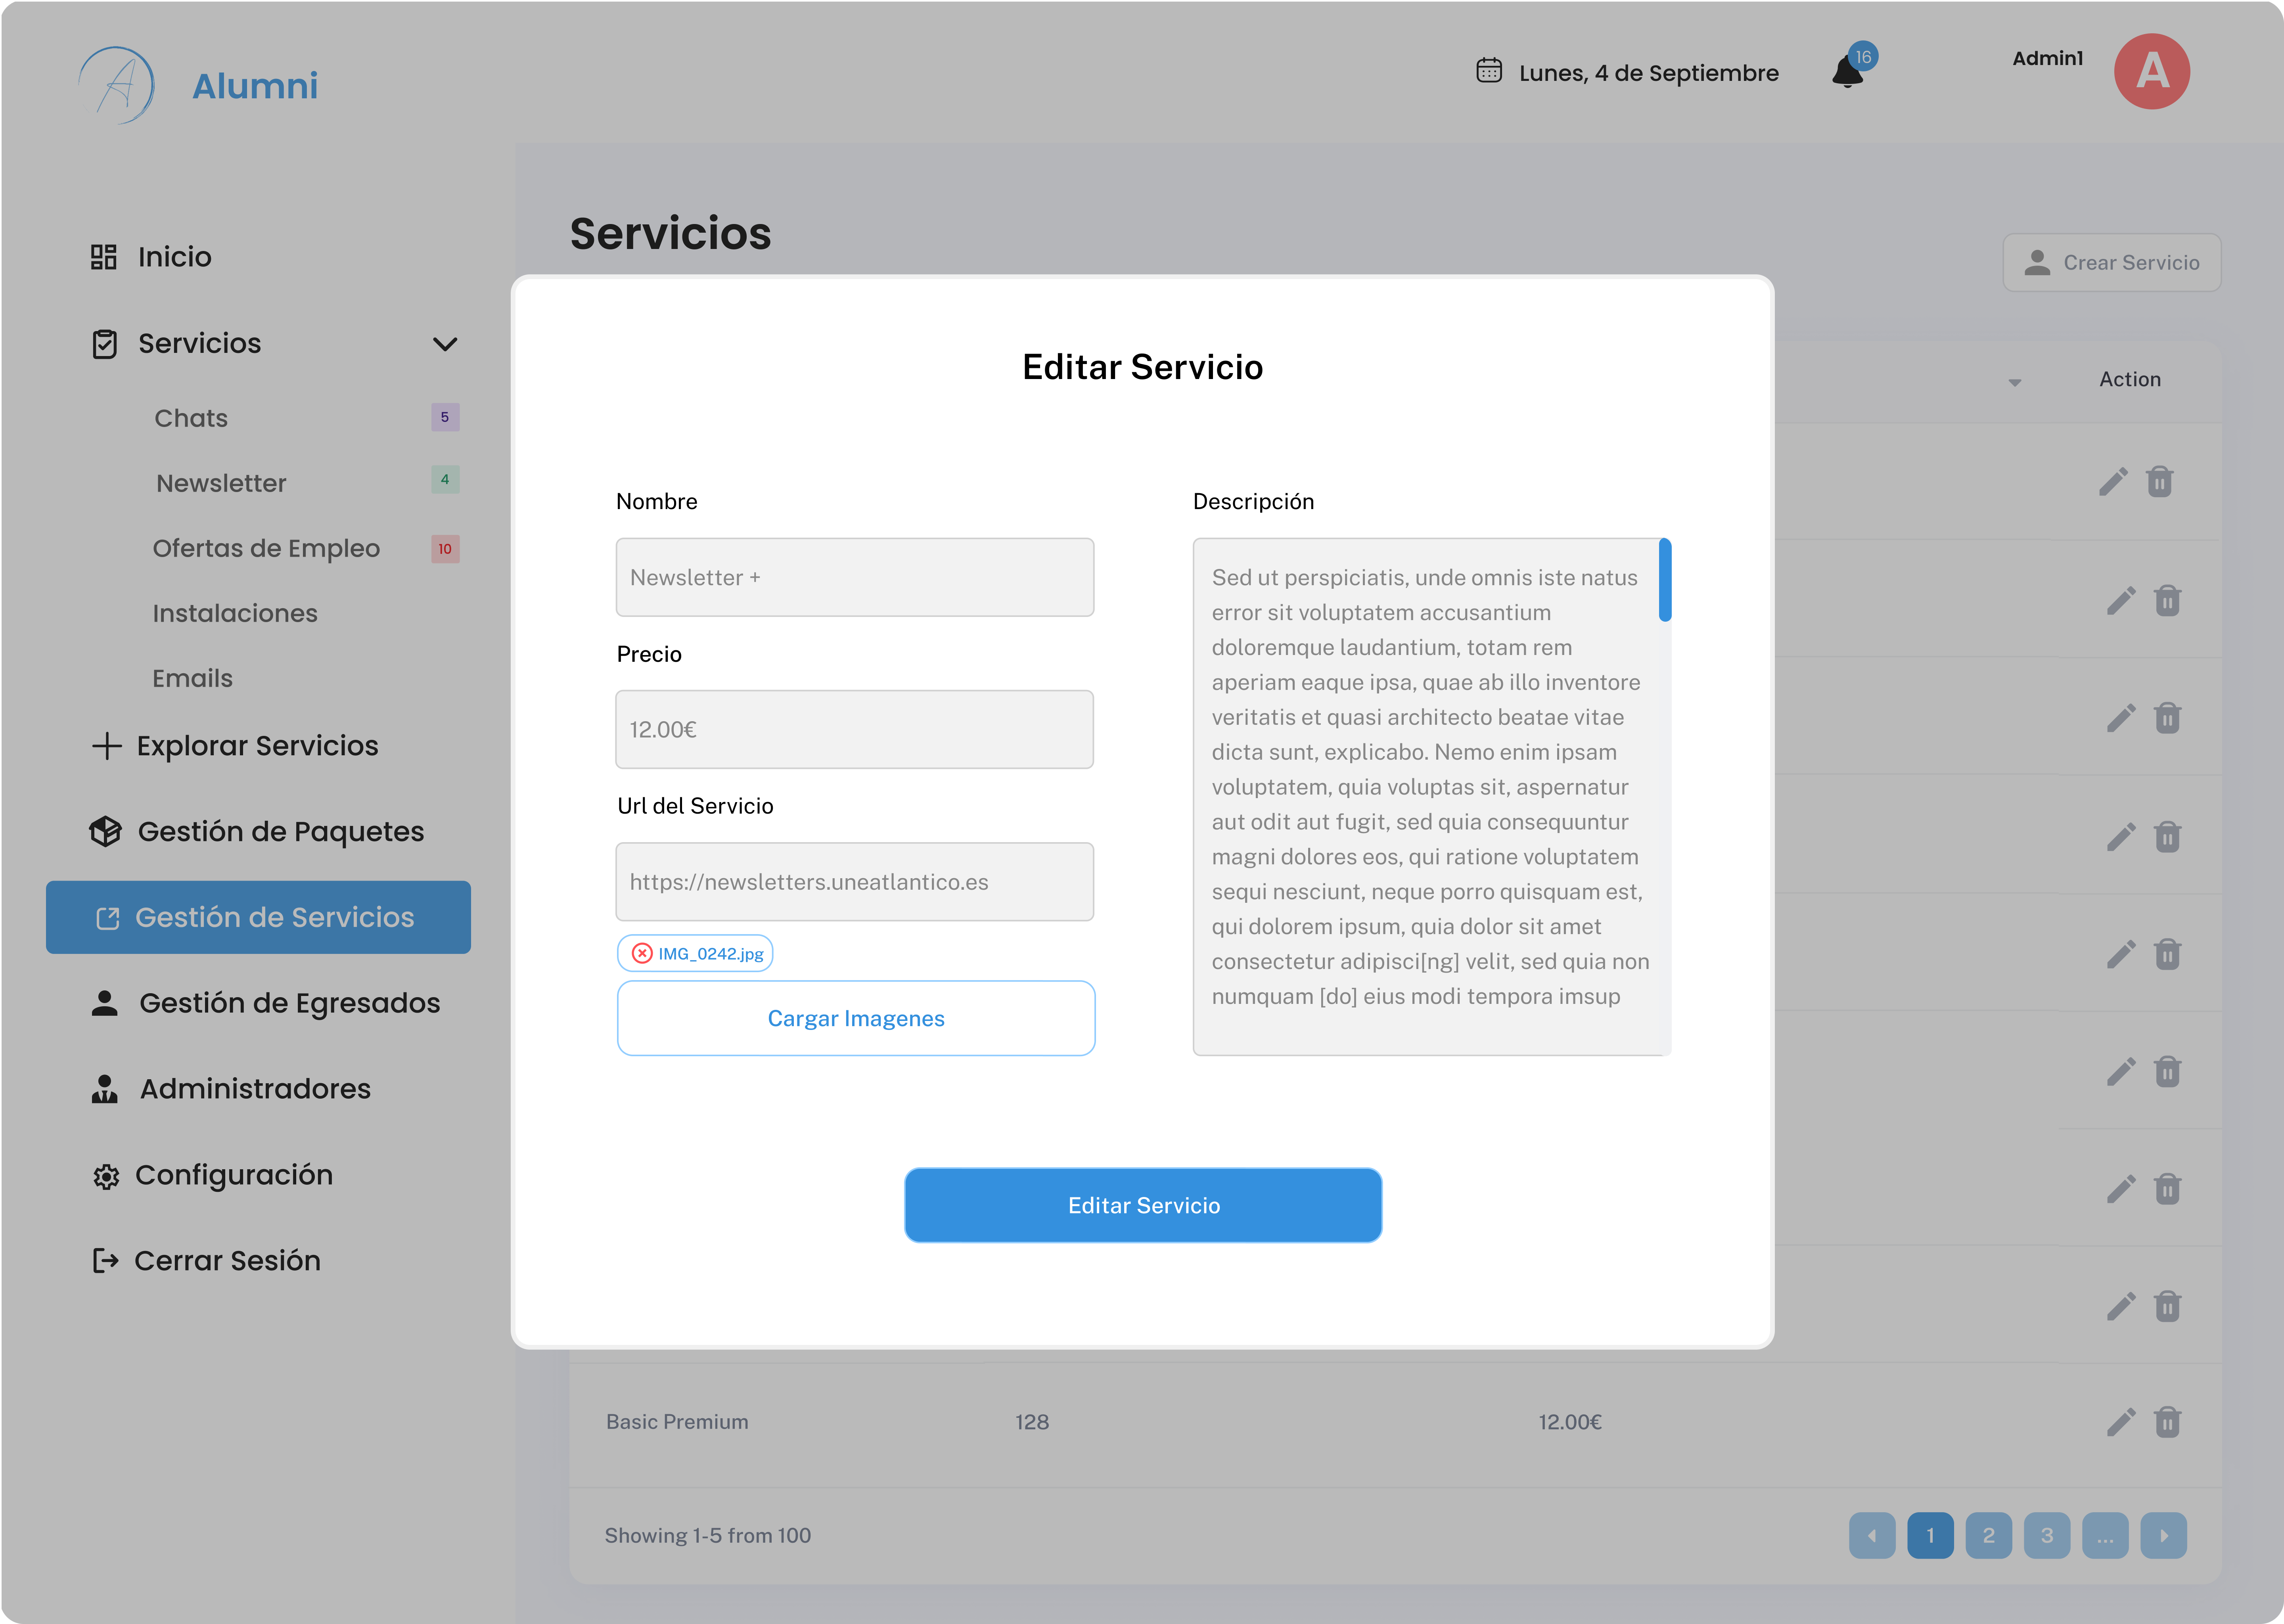 Alumni
Lunes, 4 de Septiembre
16
Admin1
A
Inicio
Servicios
Chats
5
Newsletter
4
Ofertas de Empleo
10
Instalaciones
Emails
Explorar Servicios
Gestión de Paquetes
Gestión de Servicios
Gestión de Egresados
Administradores
Configuración
Cerrar Sesión
Servicios
Crear Servicio
Action
Editar Servicio
Nombre
Newsletter +
Precio
12.00€
Url del Servicio
https://newsletters.uneatlantico.es
IMG_0242.jpg
Cargar Imagenes
Descripción
Sed ut perspiciatis, unde omnis iste natus
error sit voluptatem accusantium
doloremque laudantium, totam rem
aperiam eaque ipsa, quae ab illo inventore
veritatis et quasi architecto beatae vitae
dicta sunt, explicabo. Nemo enim ipsam
voluptatem, quia voluptas sit, aspernatur
aut odit aut fugit, sed quia consequuntur
magni dolores eos, qui ratione voluptatem
sequi nesciunt, neque porro quisquam est,
qui dolorem ipsum, quia dolor sit amet
consectetur adipisci[ng] velit, sed quia non
numquam [do] eius modi tempora imsup
Editar Servicio
Basic Premium 128 12.00€
Showing 1-5 from 100
1 2 3 ...